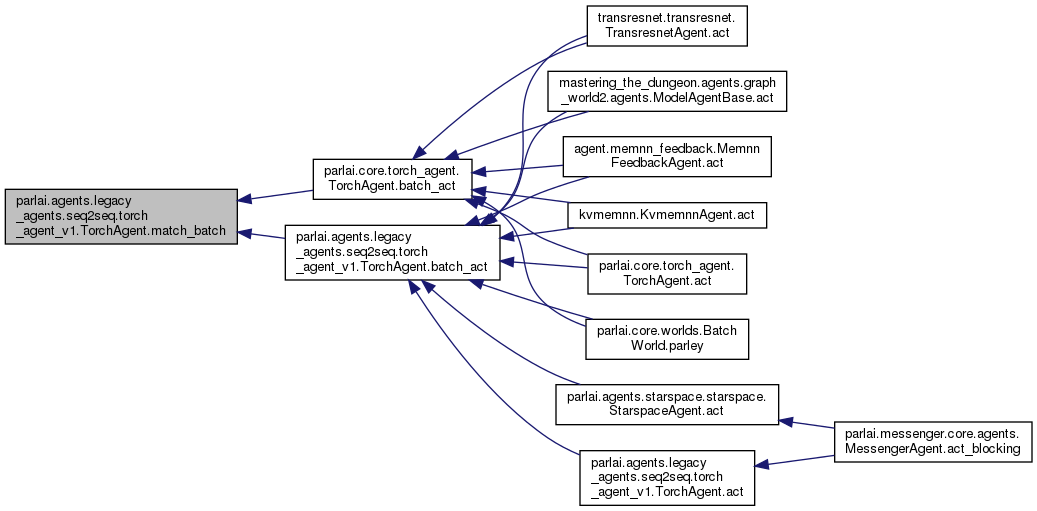 transresnet.transresnet.
TransresnetAgent.act
mastering_the_dungeon.agents.graph
_world2.agents.ModelAgentBase.act
agent.memnn_feedback.Memnn
FeedbackAgent.act
parlai.core.torch_agent.
TorchAgent.batch_act
parlai.agents.legacy
_agents.seq2seq.torch
_agent_v1.TorchAgent.match_batch
kvmemnn.KvmemnnAgent.act
parlai.agents.legacy
_agents.seq2seq.torch
_agent_v1.TorchAgent.batch_act
parlai.core.torch_agent.
TorchAgent.act
parlai.core.worlds.Batch
World.parley
parlai.agents.starspace.starspace.
StarspaceAgent.act
parlai.messenger.core.agents.
MessengerAgent.act_blocking
parlai.agents.legacy
_agents.seq2seq.torch
_agent_v1.TorchAgent.act